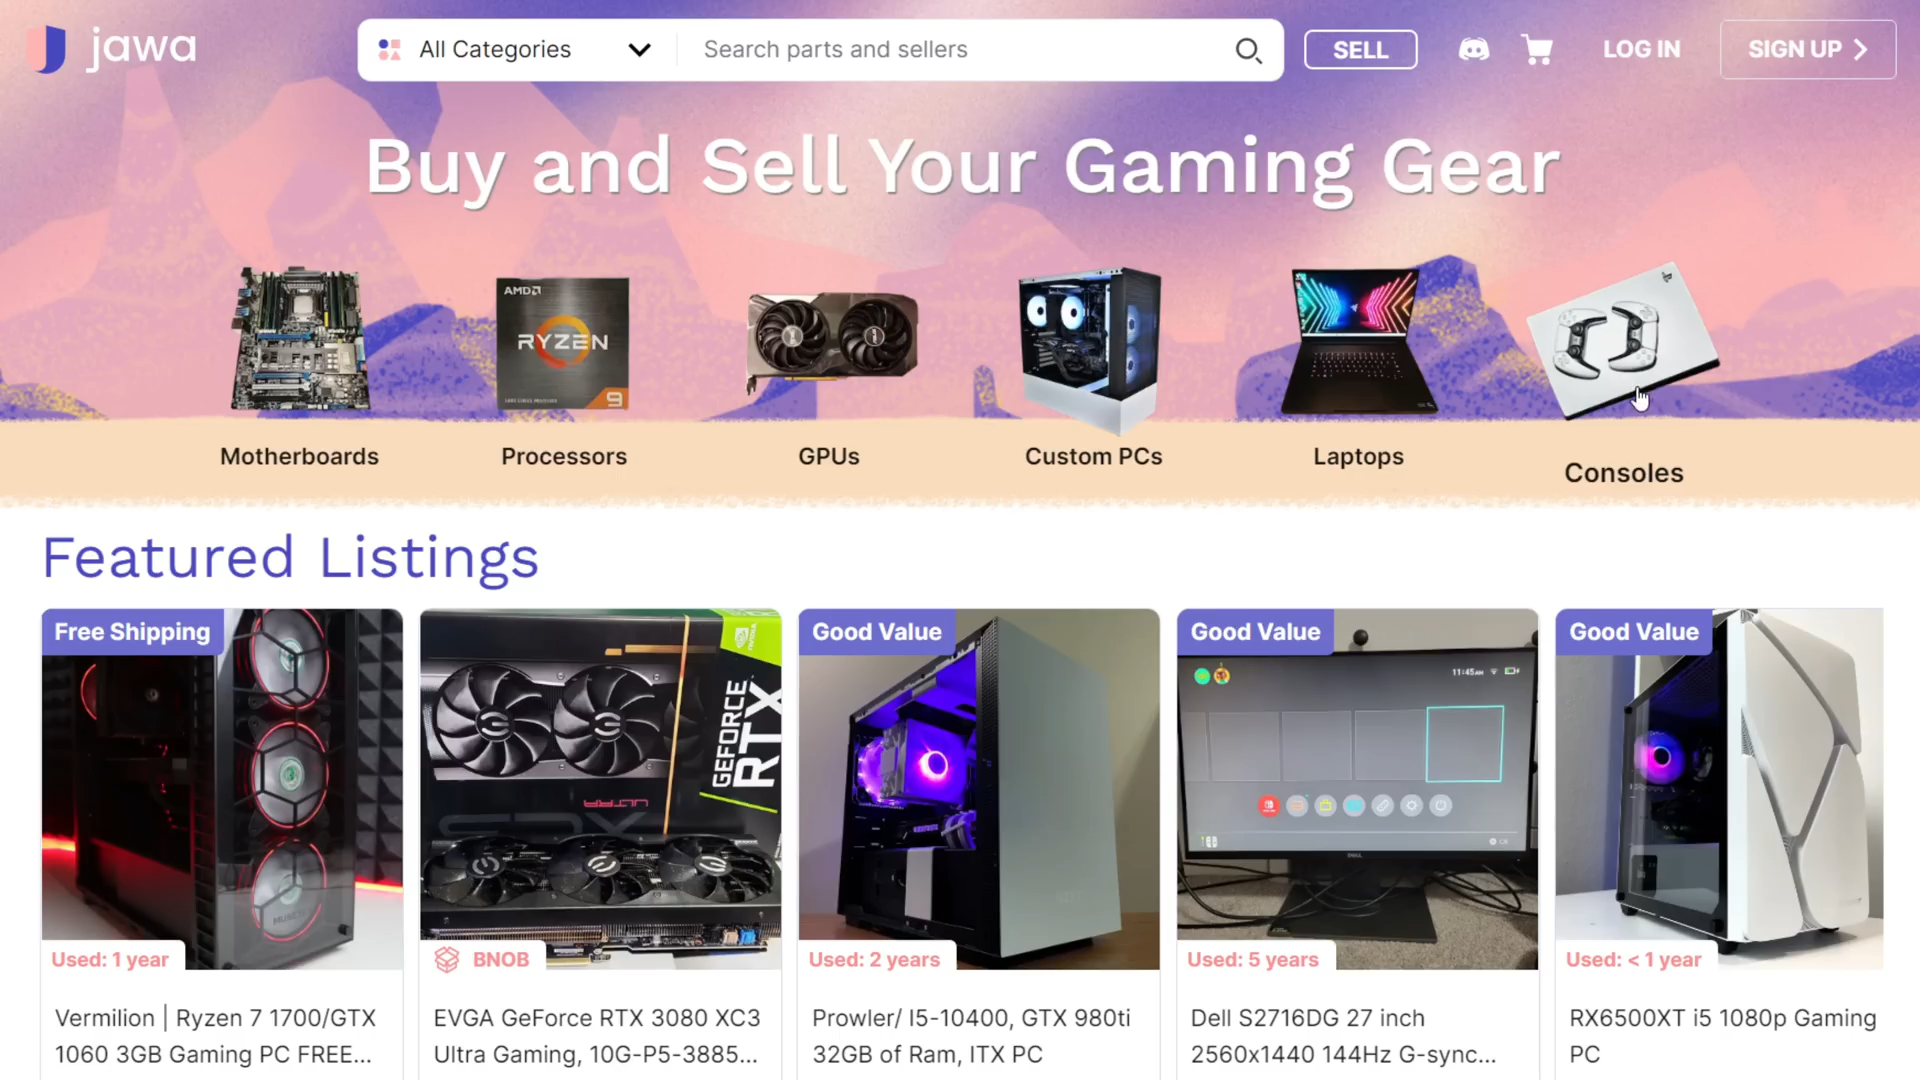 jawa
All Categories
Search parts and sellers
SELL
LOG IN
SIGN UP
Buy and Sell Your Gaming Gear
AMD
RYZEN
9
Motherboards
Processors
GPUs
Custom PCs
Laptops
Consoles
Featured Listings
Free Shipping
Used: 1 year
Vermilion | Ryzen 7 1700/GTX
1060 3GB Gaming PC FREE...
GEFORCE
RTX
ULTRA
BNOB
EVGA GeForce RTX 3080 XC3
Ultra Gaming, 10G-P5-3885...
Good Value
Used: 2 years
Prowler/ I5-10400, GTX 980ti
32GB of Ram, ITX PC
Good Value
11:45AM
DELL
Used: 5 years
Dell S2716DG 27 inch
2560x1440 144Hz G-sync...
Good Value
Used: < 1 year
RX6500XT i5 1080p Gaming
PC